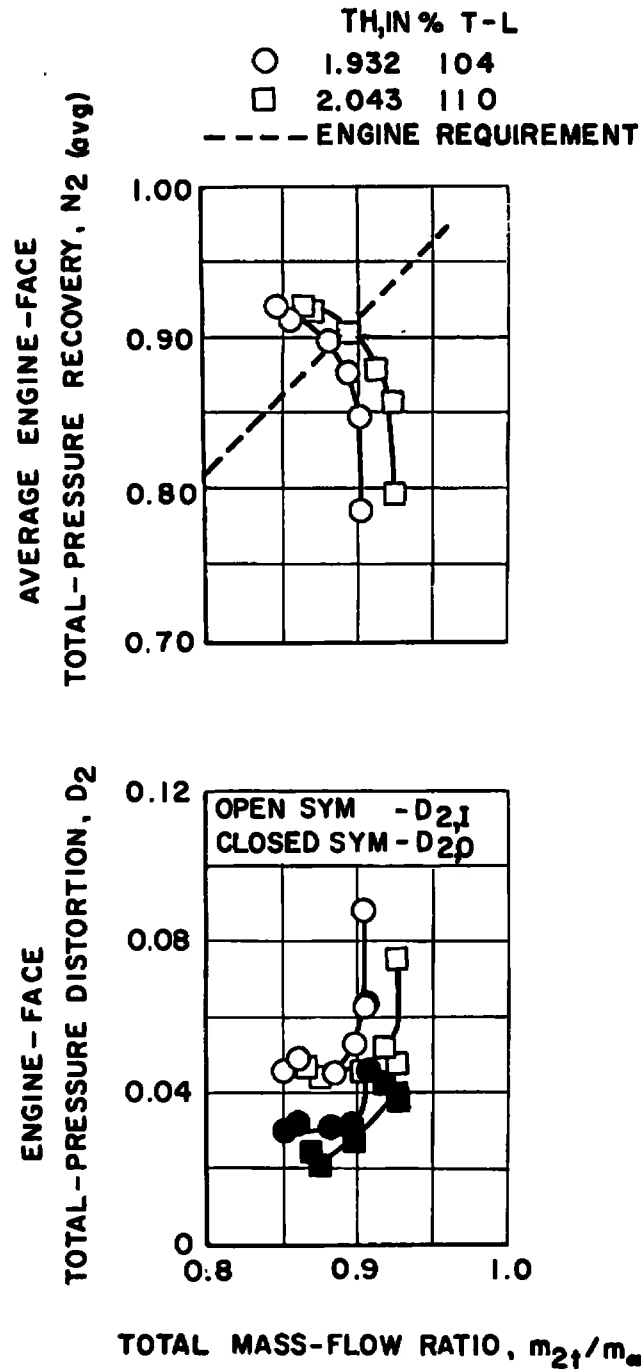 TH,IN % T-L
1.932 104
2.043 110
ENGINE REQUIREMENT
AVERAGE ENGINE-FACE
TOTAL-PRESSURE RECOVERY, N2 (avg)
1.00
0.90
0.80
0.70
ENGINE-FACE
TOTAL-PRESSURE DISTORTION, D2
0.12
0.08
0.04
0
OPEN SYM - D2,I
CLOSED SYM - D2,O
0.8 0.9 1.0
TOTAL MASS-FLOW RATIO, m2t/m∞